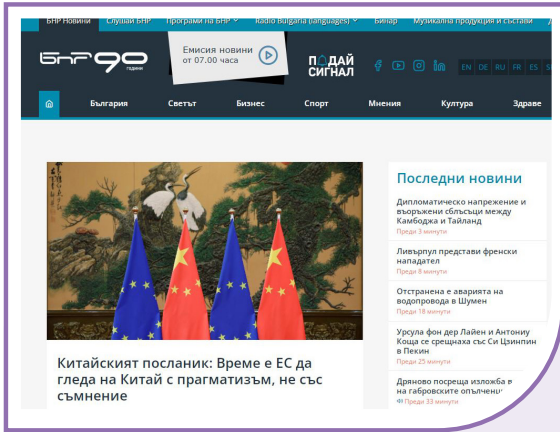 БНР Новини Слушай БНР Програми на БНР Radio Bulgaria (languages) Бинар Музикална продукция и състави
БНР 90 години
Емисия новини
от 07.00 часа
ПОДАЙ
СИГНАЛ
EN DE RU FR ES
България Светът Бизнес Спорт Мнения Култура Здраве
Китайският посланик: Време е ЕС да
гледа на Китай с прагматизъм, не със
съмнение
Последни новини
Дипломатическо напрежение и
въоръжени сблъсъци между
Камбоджа и Тайланд
Преди 3 минути
Ливърпул представи френски
нападател
Преди 8 минути
Отстранена е аварията на
водопровода в Шумен
Преди 18 минути
Урсула фон дер Лайен и Антониу
Коща се срещнаха със Си Цзинпин
в Пекин
Преди 25 минути
Дряново посреща изложба
на габровските
Преди 33 минути